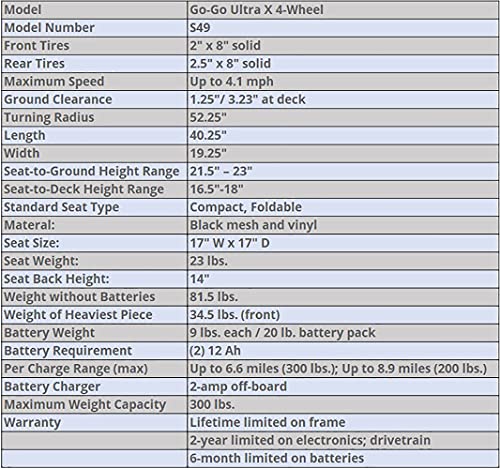 Model Go-Go Ultra X 4-Wheel
Model Number S49
Front Tires 2" x 8" solid
Rear Tires 2.5" x 8" solid
Maximum Speed Up to 4.1 mph
Ground Clearance 1.25"/ 3.23" at deck
Turning Radius 52.25"
Length 40.25"
Width 19.25"
Seat-to-Ground Height Range 21.5" – 23"
Seat-to-Deck Height Range 16.5"-18"
Standard Seat Type Compact, Foldable
Materal: Black mesh and vinyl
Seat Size: 17" W x 17" D
Seat Weight: 23 lbs.
Seat Back Height: 14"
Weight without Batteries 81.5 lbs.
Weight of Heaviest Piece 34.5 lbs. (front)
Battery Weight 9 lbs. each / 20 lb. battery pack
Battery Requirement (2) 12 Ah
Per Charge Range (max) Up to 6.6 miles (300 lbs.); Up to 8.9 miles (200 lbs.)
Battery Charger 2-amp off-board
Maximum Weight Capacity 300 lbs.
Warranty Lifetime limited on frame
2-year limited on electronics; drivetrain
6-month limited on batteries